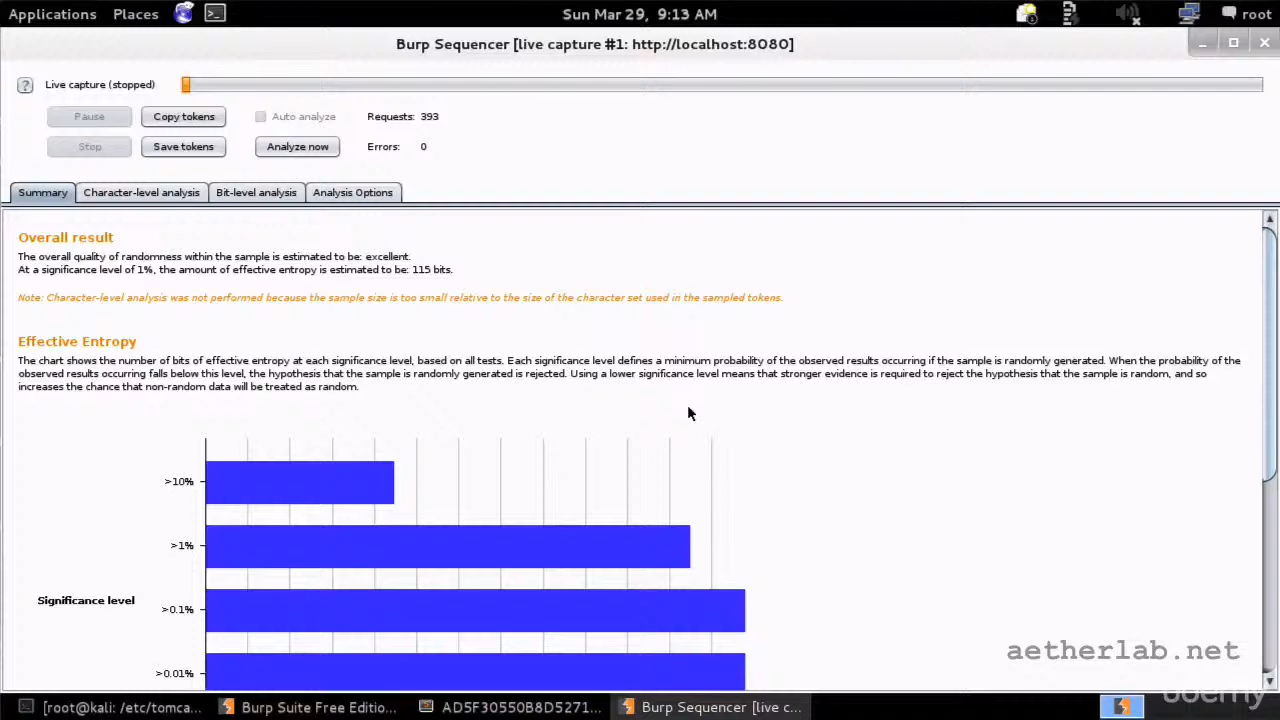 Applications Places Sun Mar 29, 9:13 AM root
Burp Sequencer [live capture #1: http://localhost:8080]
? Live capture (stopped)
Pause Copy tokens Auto analyze Requests: 393
Stop Save tokens Analyze now Errors: 0
Summary Character-level analysis Bit-level analysis Analysis Options
Overall result
The overall quality of randomness within the sample is estimated to be: excellent.
At a significance level of 1%, the amount of effective entropy is estimated to be: 115 bits.
Note: Character-level analysis was not performed because the sample size is too small relative to the size of the character set used in the sampled tokens.
Effective Entropy
The chart shows the number of bits of effective entropy at each significance level, based on all tests. Each significance level defines a minimum probability of the observed results occurring if the sample is randomly generated. When the probability of the
observed results occurring falls below this level, the hypothesis that the sample is randomly generated is rejected. Using a lower significance level means that stronger evidence is required to reject the hypothesis that the sample is random, and so
increases the chance that non-random data will be treated as random.
>10%
>1%
Significance level
>0.1%
>0.01%
aetherlab.net
[root@kali: /etc/tomca... Burp Suite Free Editio... AD5F30550B8D5271... Burp Sequencer [live c...